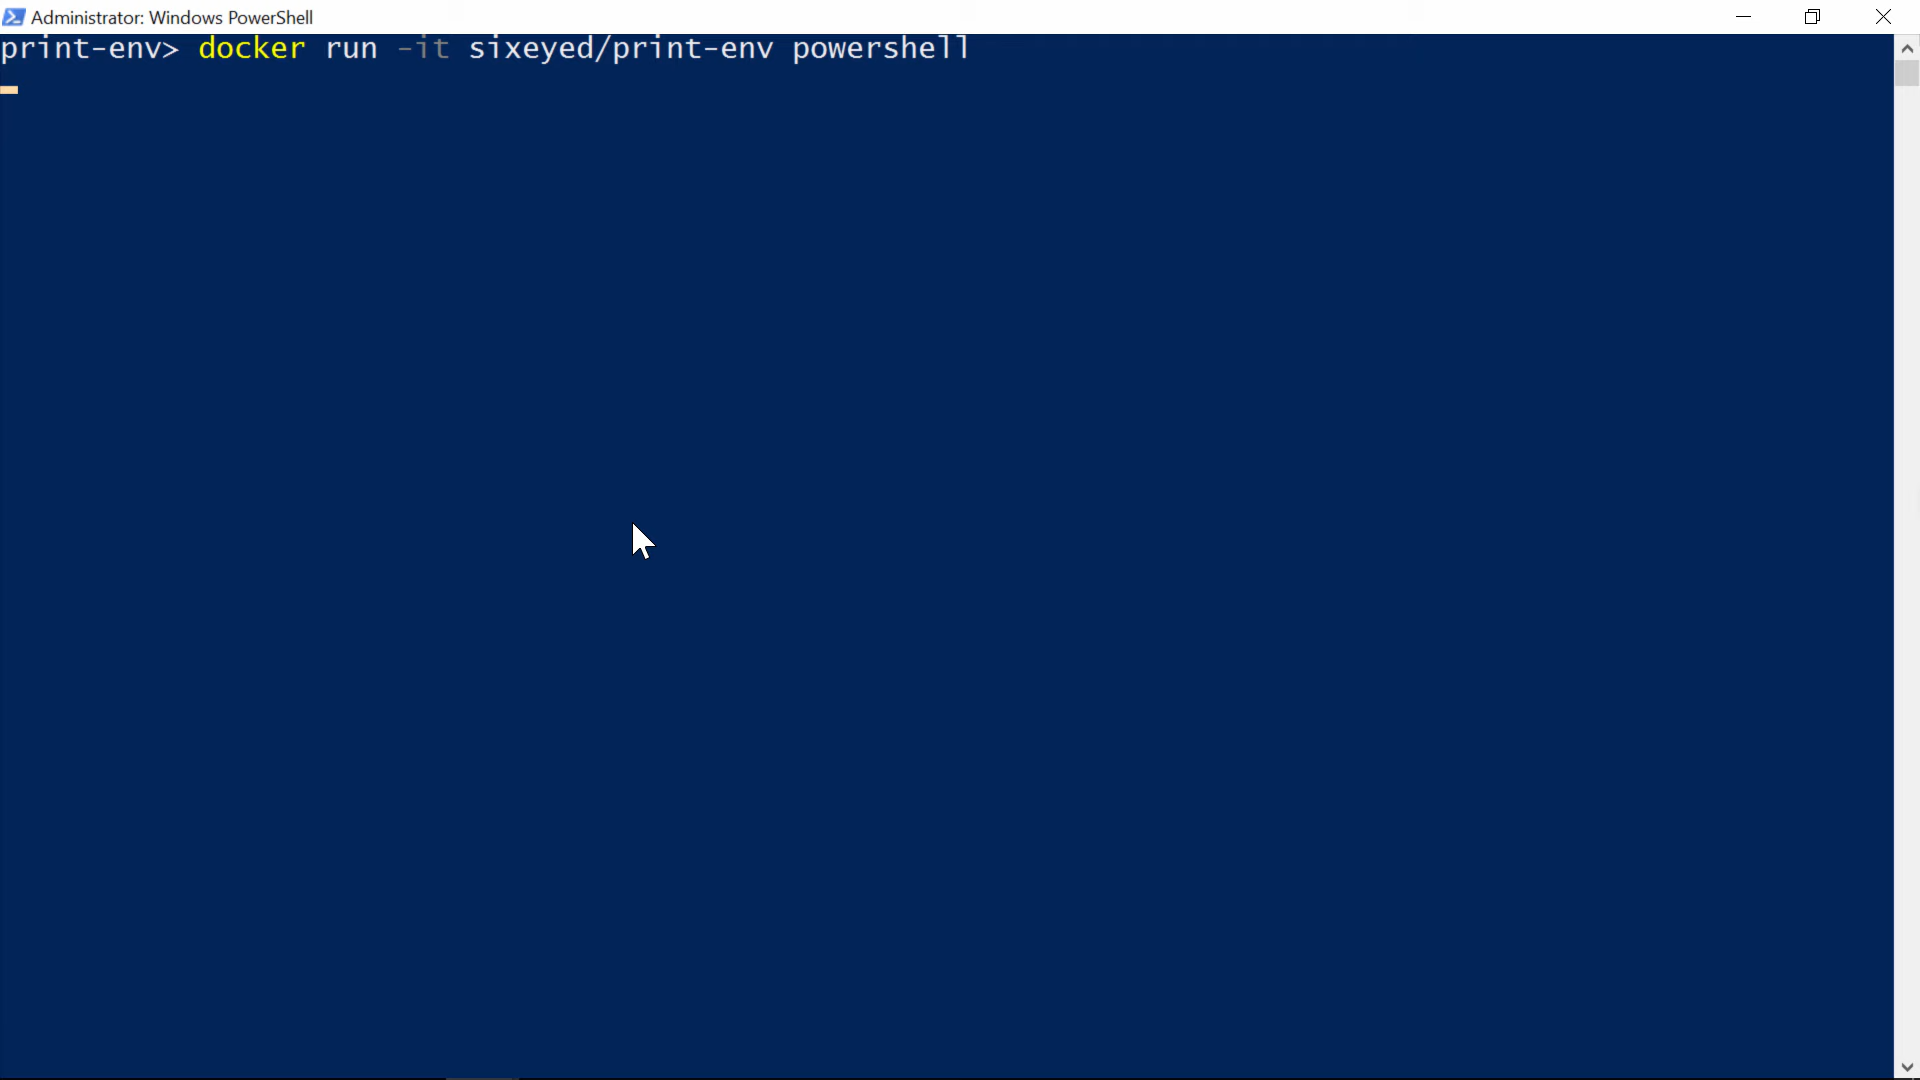 Administrator: Windows PowerShell
print-env> docker run -it sixeyed/print-env powershell